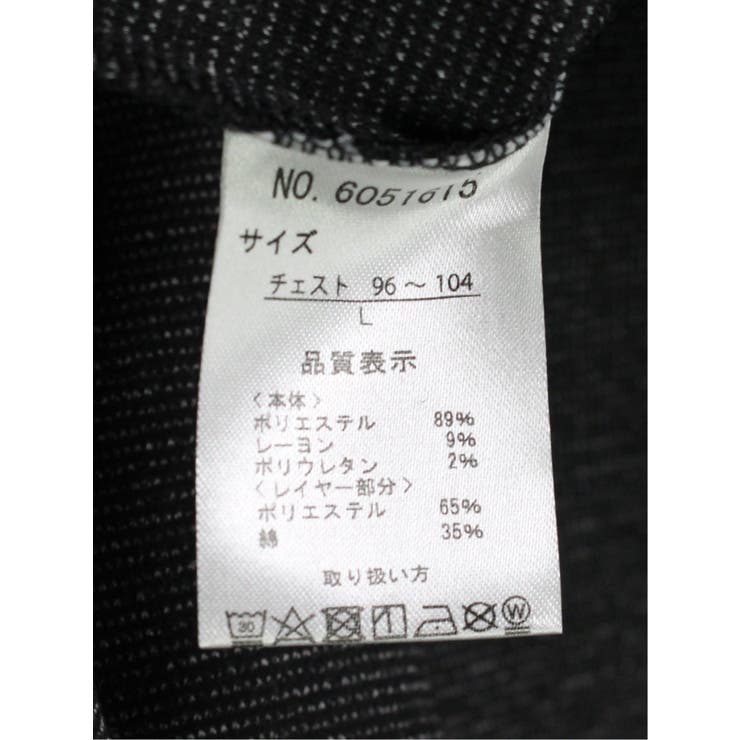 NO. 6051615
サイズ
チェスト 96～104
L
品質表示
〈本体〉
ポリエステル 89%
レーヨン 9%
ポリウレタン 2%
〈レイヤー部分〉
ポリエステル 65%
綿 35%
取り扱い方
30
W